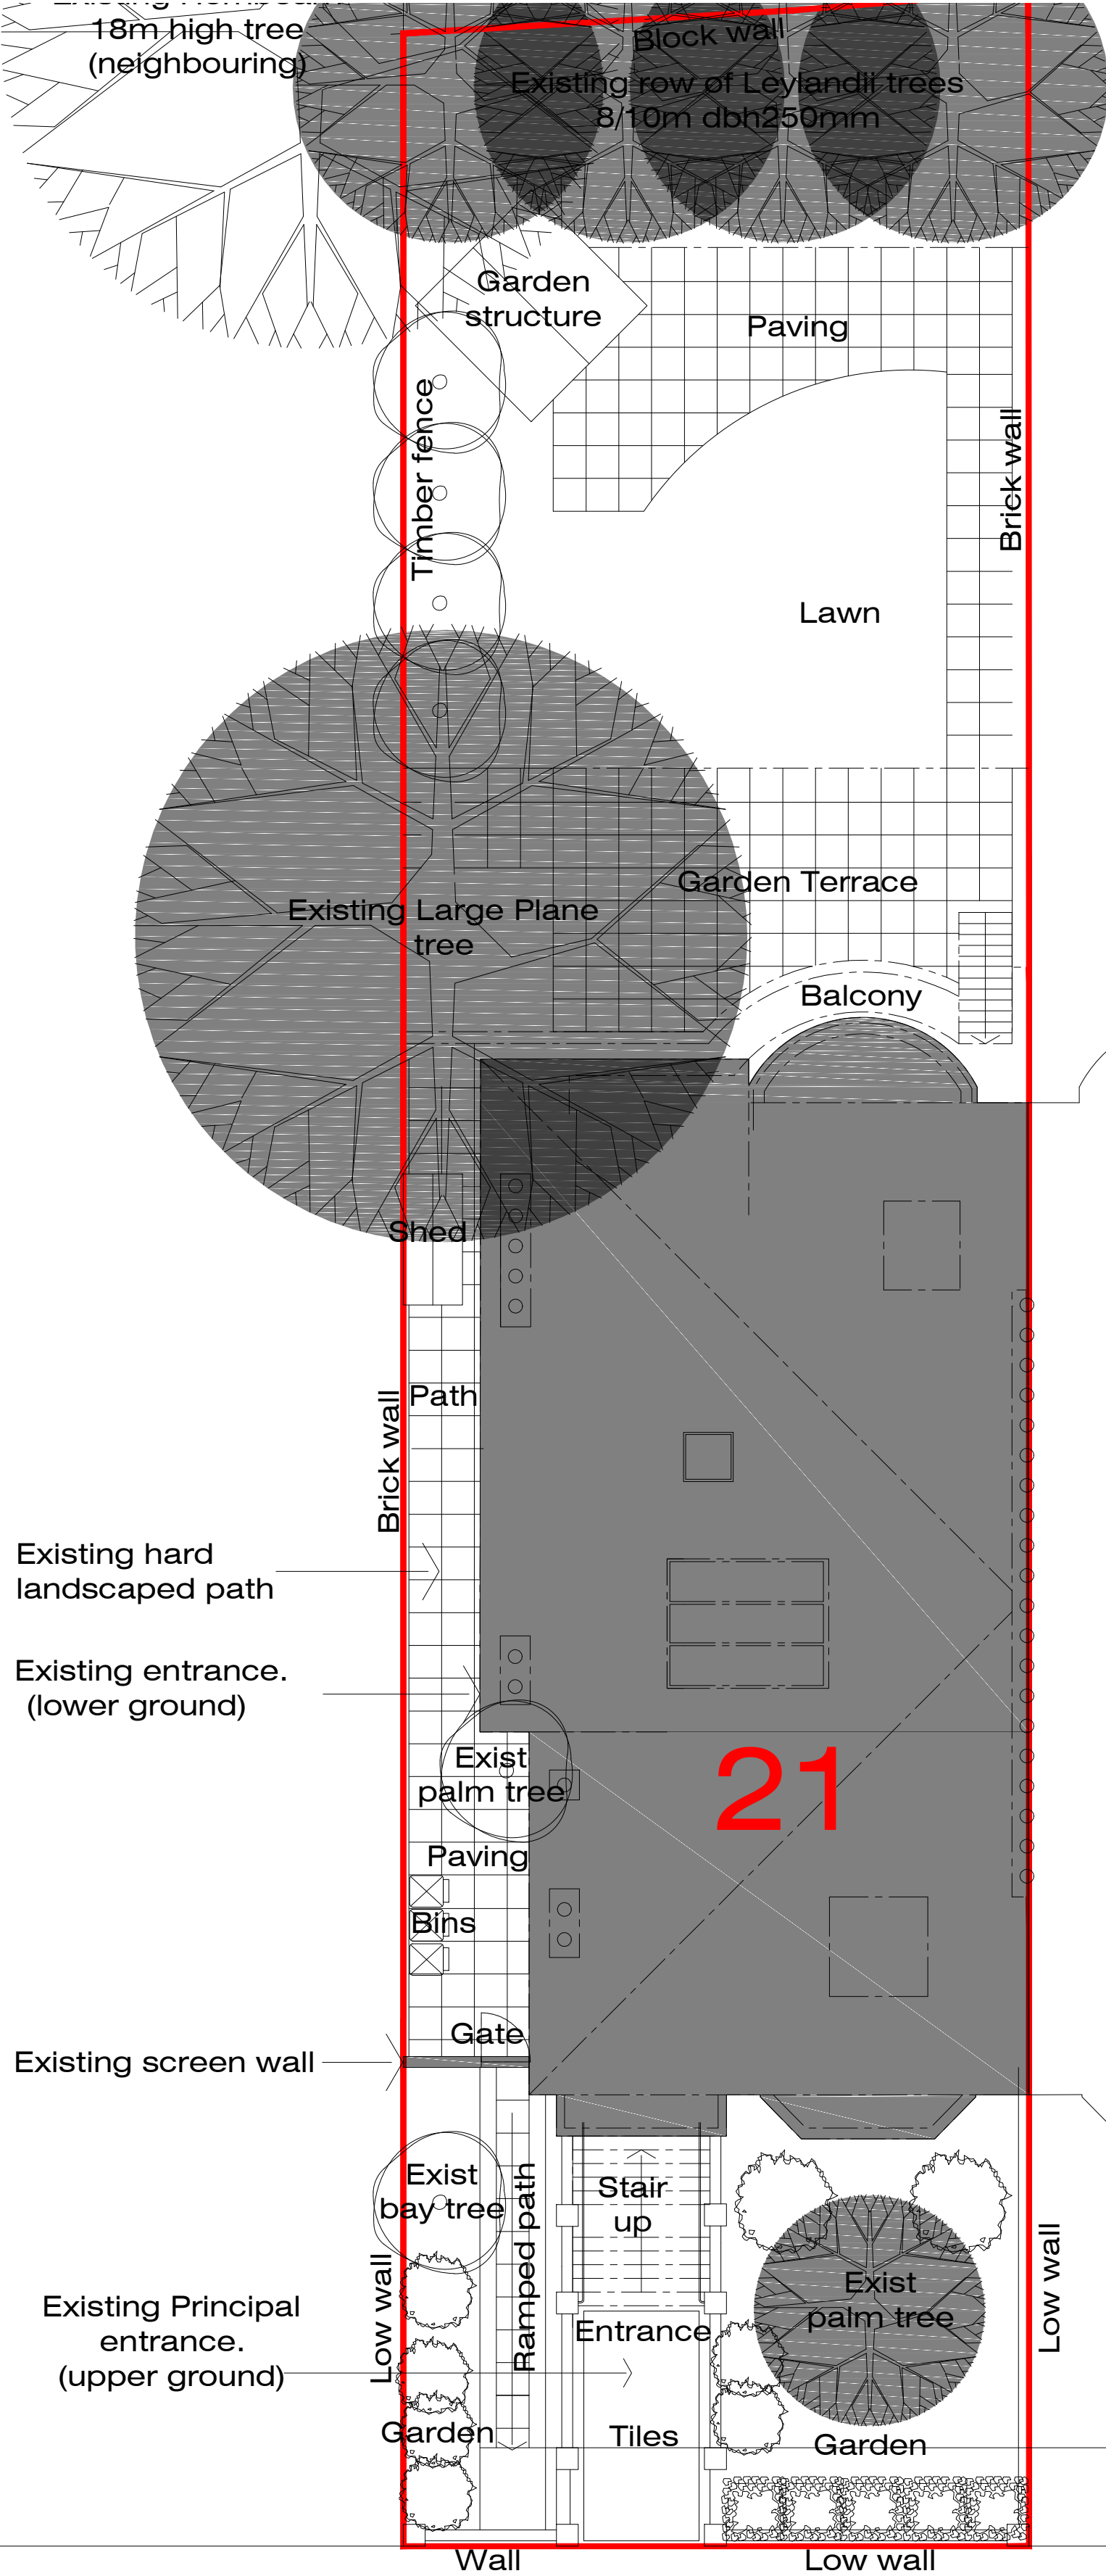 18m high tree
(neighbouring)
Block wall
Existing row of Leylandii trees
8/10m dbh250mm
Garden
structure
Paving
Timber fence
Brick wall
Lawn
Garden Terrace
Existing Large Plane
tree
Balcony
Shed
Path
Brick wall
Existing hard
landscaped path
Existing entrance.
(lower ground)
Exist
palm tree
21
Paving
Bins
Gate
Existing screen wall
Exist
bay tree
Ramped path
Stair
up
Low wall
Exist
palm tree
Low wall
Existing Principal
entrance.
(upper ground)
Entrance
Garden
Tiles
Garden
Wall
Low wall